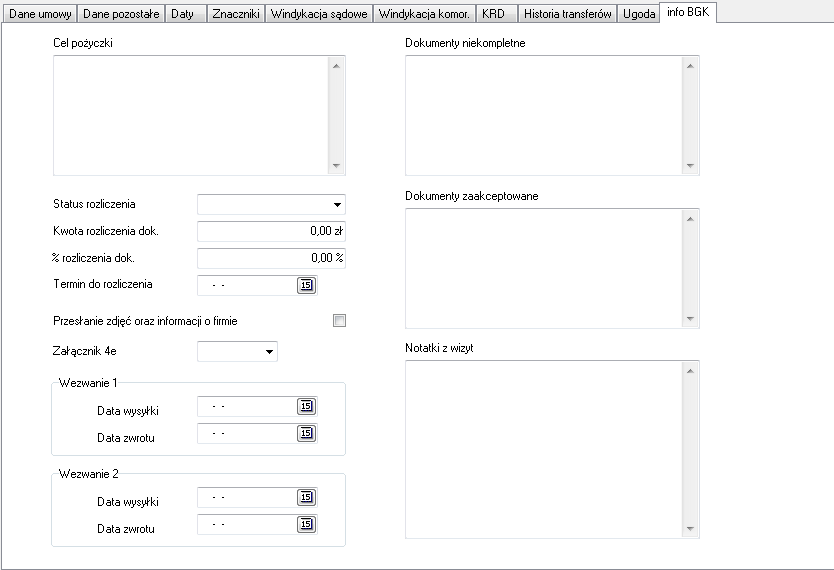 Dane umowy Dane pozostałe Daty Znaczniki Windykacja sądowe Windykacja komor. KRD Historia transferów Ugoda info BGK
Cel pożyczki
Status rozliczenia
Kwota rozliczenia dok. 0,00 zł
% rozliczenia dok. 0,00 %
Termin do rozliczenia - - 15
Przesłanie zdjęć oraz informacji o firmie
Załącznik 4e
Wezwanie 1
Data wysyłki - - 15
Data zwrotu - - 15
Wezwanie 2
Data wysyłki - - 15
Data zwrotu - - 15
Dokumenty niekompletne
Dokumenty zaakceptowane
Notatki z wizyt